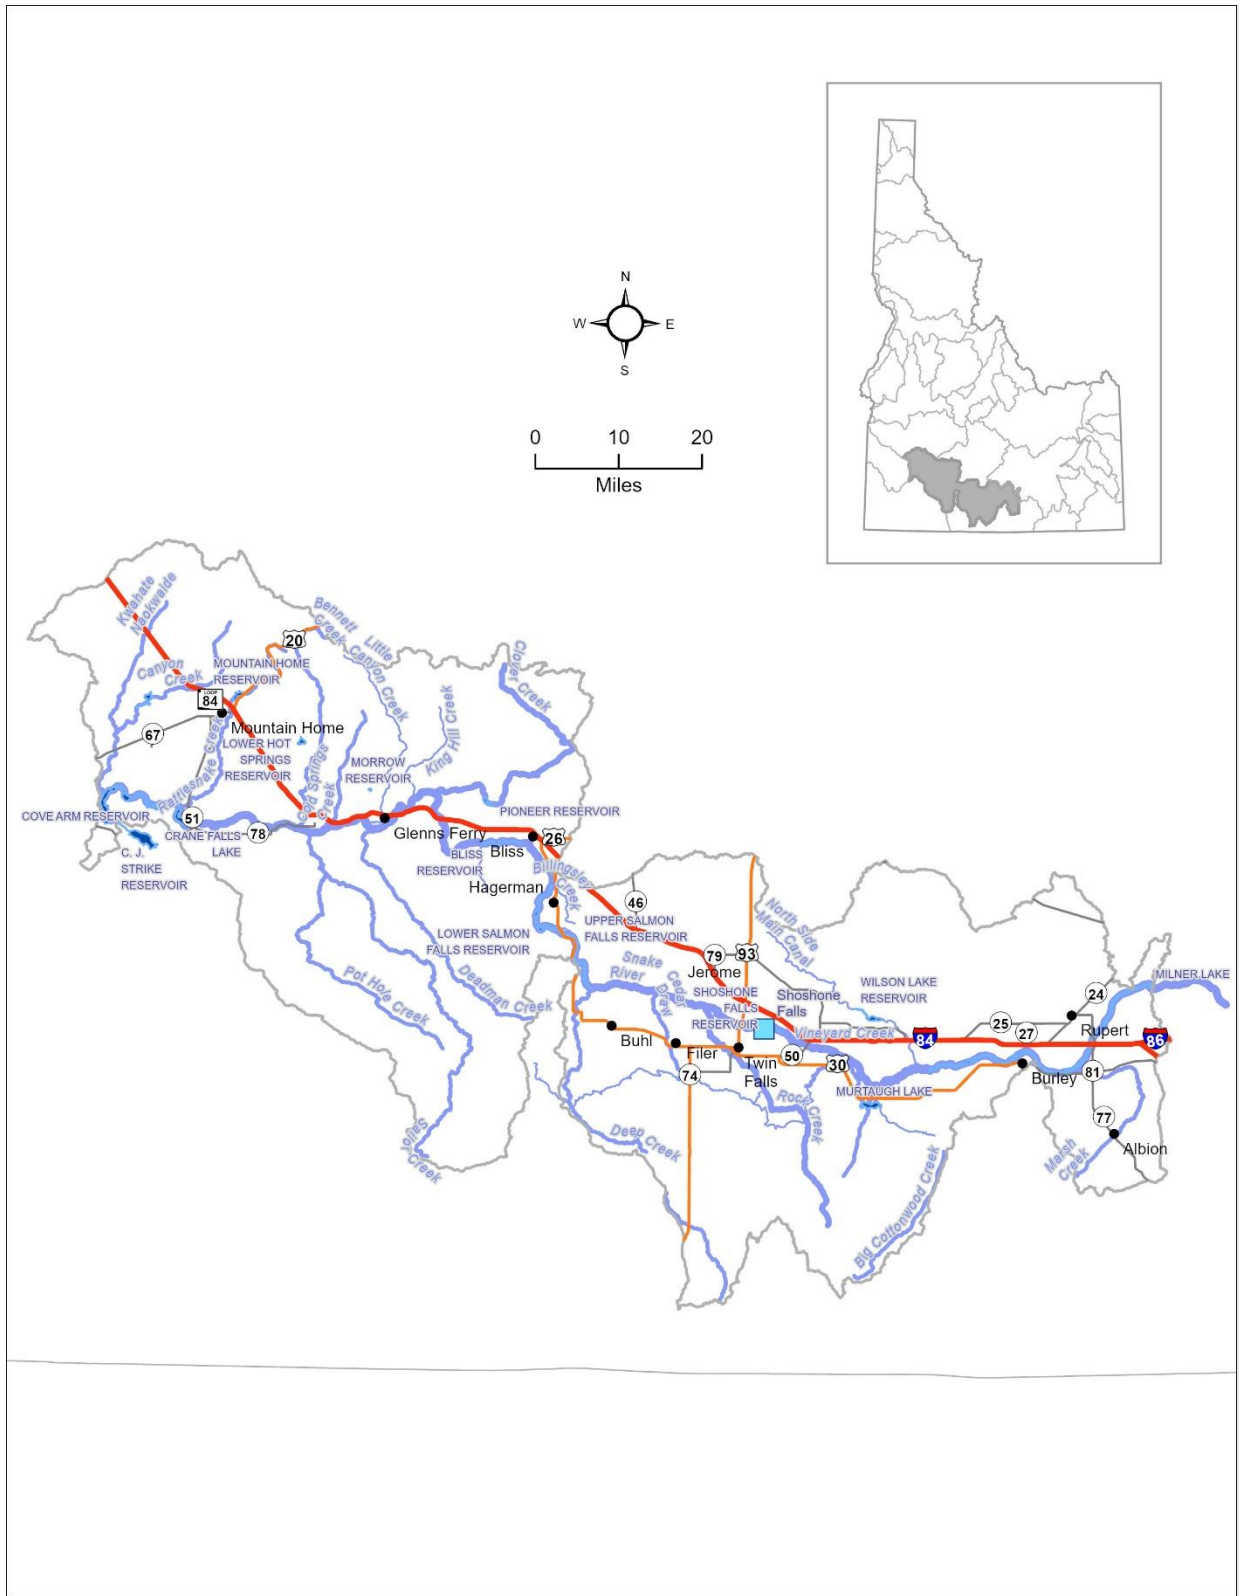 N
W
E
S
0 10 20
Miles
Kwahate
Naokwaide
Canyon
Creek
MOUNTAIN HOME
RESERVOIR
20
Bennett
Creek
Little
Canyon Creek
Clover
Creek
King Hill Creek
LOOP
84
Mountain Home
67
Rattlesnake Creek
LOWER HOT
SPRINGS
RESERVOIR
Cold Springs
Creek
MORROW
RESERVOIR
COVE ARM RESERVOIR
51
78
CRANE FALLS
LAKE
C. J.
STRIKE
RESERVOIR
Glenns Ferry
PIONEER RESERVOIR
26
Bliss
BLISS
RESERVOIR
Hagerman
Billingsley
Creek
LOWER SALMON
FALLS RESERVOIR
UPPER SALMON
FALLS RESERVOIR
46
Pot Hole Creek
Deadman Creek
Sailor
Creek
Snake
River
Cedar
Draw
79
93
Jerome
North Side
Main Canal
SHOSHONE
FALLS
RESERVOIR
Shoshone
Falls
WILSON LAKE
RESERVOIR
MILNER LAKE
Vineyard Creek
84
25
27
24
Rupert
86
Buhl
Filer
74
Twin
Falls
50
30
MURTAUGH LAKE
Burley
81
77
Albion
Marsh
Creek
Rock Creek
Deep Creek
Big Cottonwood Creek